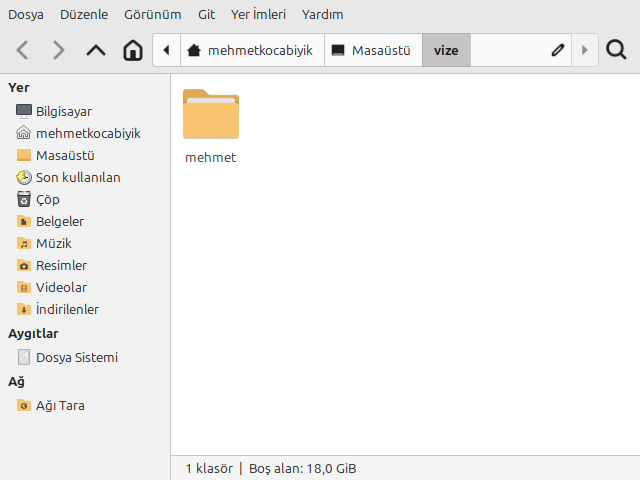 Dosya Düzenle Görünüm Git Yer İmleri Yardım
mehmetkocabiyik Masaüstü vize
Yer
Bilgisayar
mehmetkocabiyik
Masaüstü
Son kullanılan
Çöp
Belgeler
Müzik
Resimler
Videolar
İndirilenler
Aygıtlar
Dosya Sistemi
Ağ
Ağı Tara
mehmet
1 klasör | Boş alan: 18,0 GiB